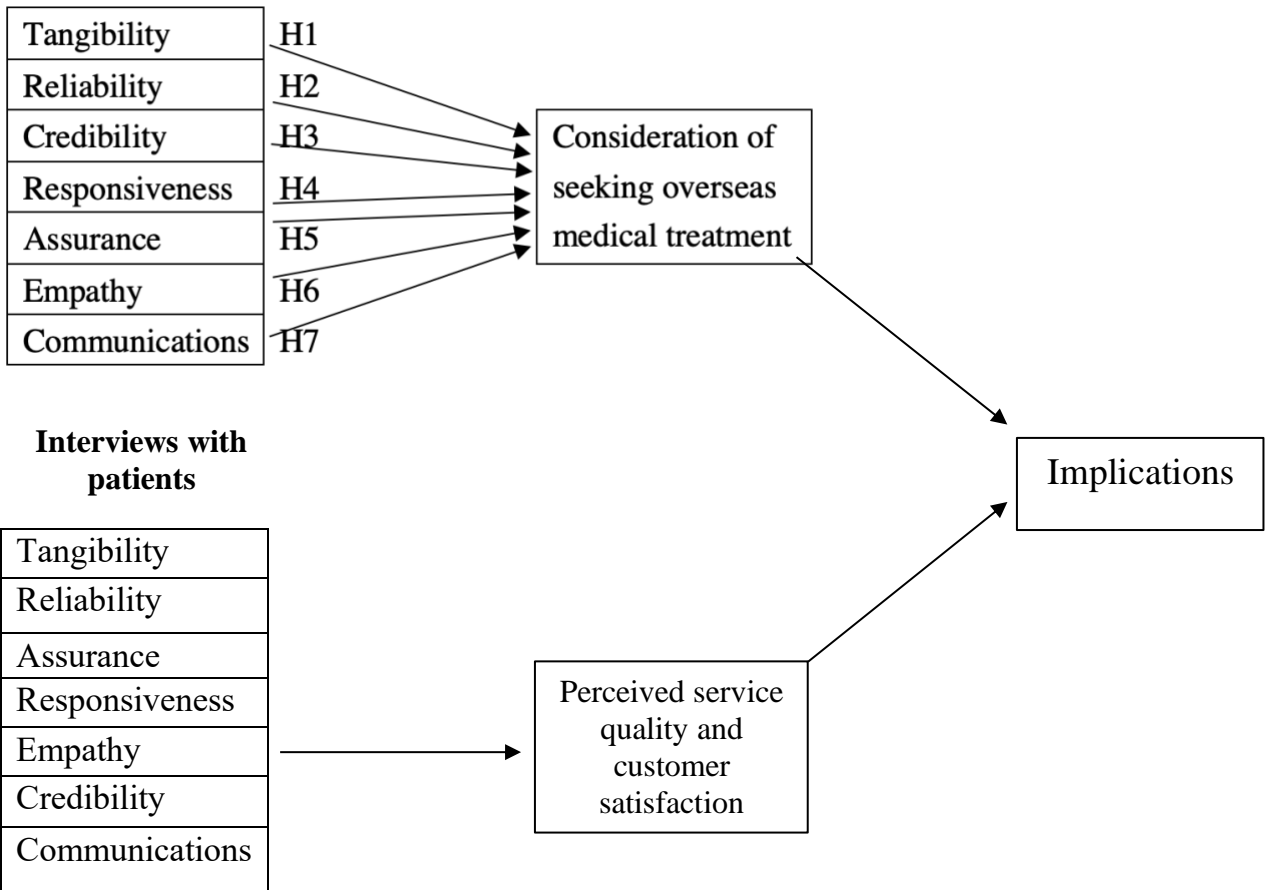 Tangibility H1
Reliability H2
Credibility H3
Responsiveness H4
Assurance H5
Empathy H6
Communications H7
Consideration of
seeking overseas
medical treatment
Interviews with
patients
Implications
Tangibility
Reliability
Assurance
Responsiveness
Empathy
Credibility
Communications
Perceived service
quality and
customer
satisfaction